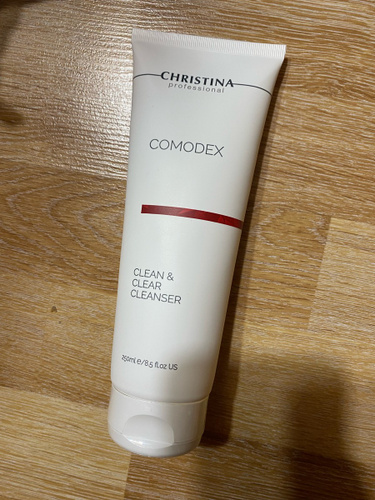 CHRISTINA
professional
COMODEX
CLEAN &
CLEAR
CLEANSER
250ml e/8.5 fl.oz US